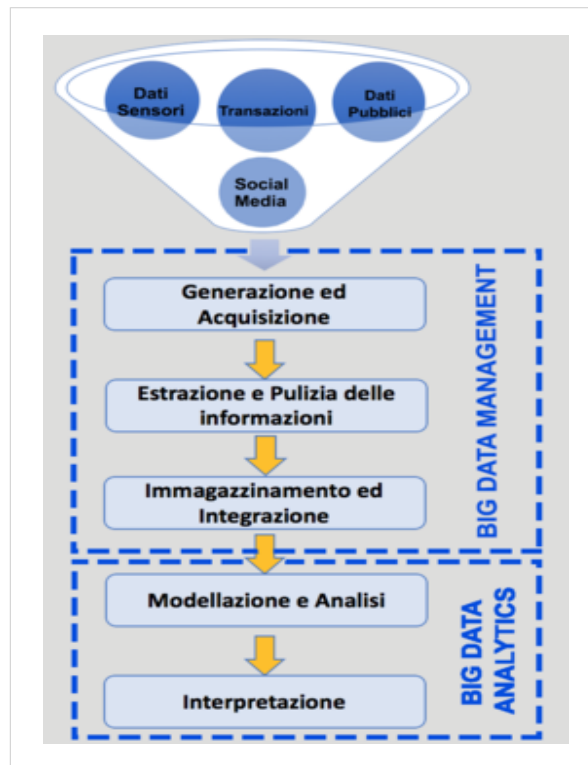 Dati
Sensori
Transazioni
Dati
Pubblici
Social
Media
Generazione ed
Acquisizione
Estrazione e Pulizia delle
informazioni
Immagazzinamento ed
Integrazione
BIG DATA MANAGEMENT
Modellazione e Analisi
Interpretazione
BIG DATA
ANALYTICS